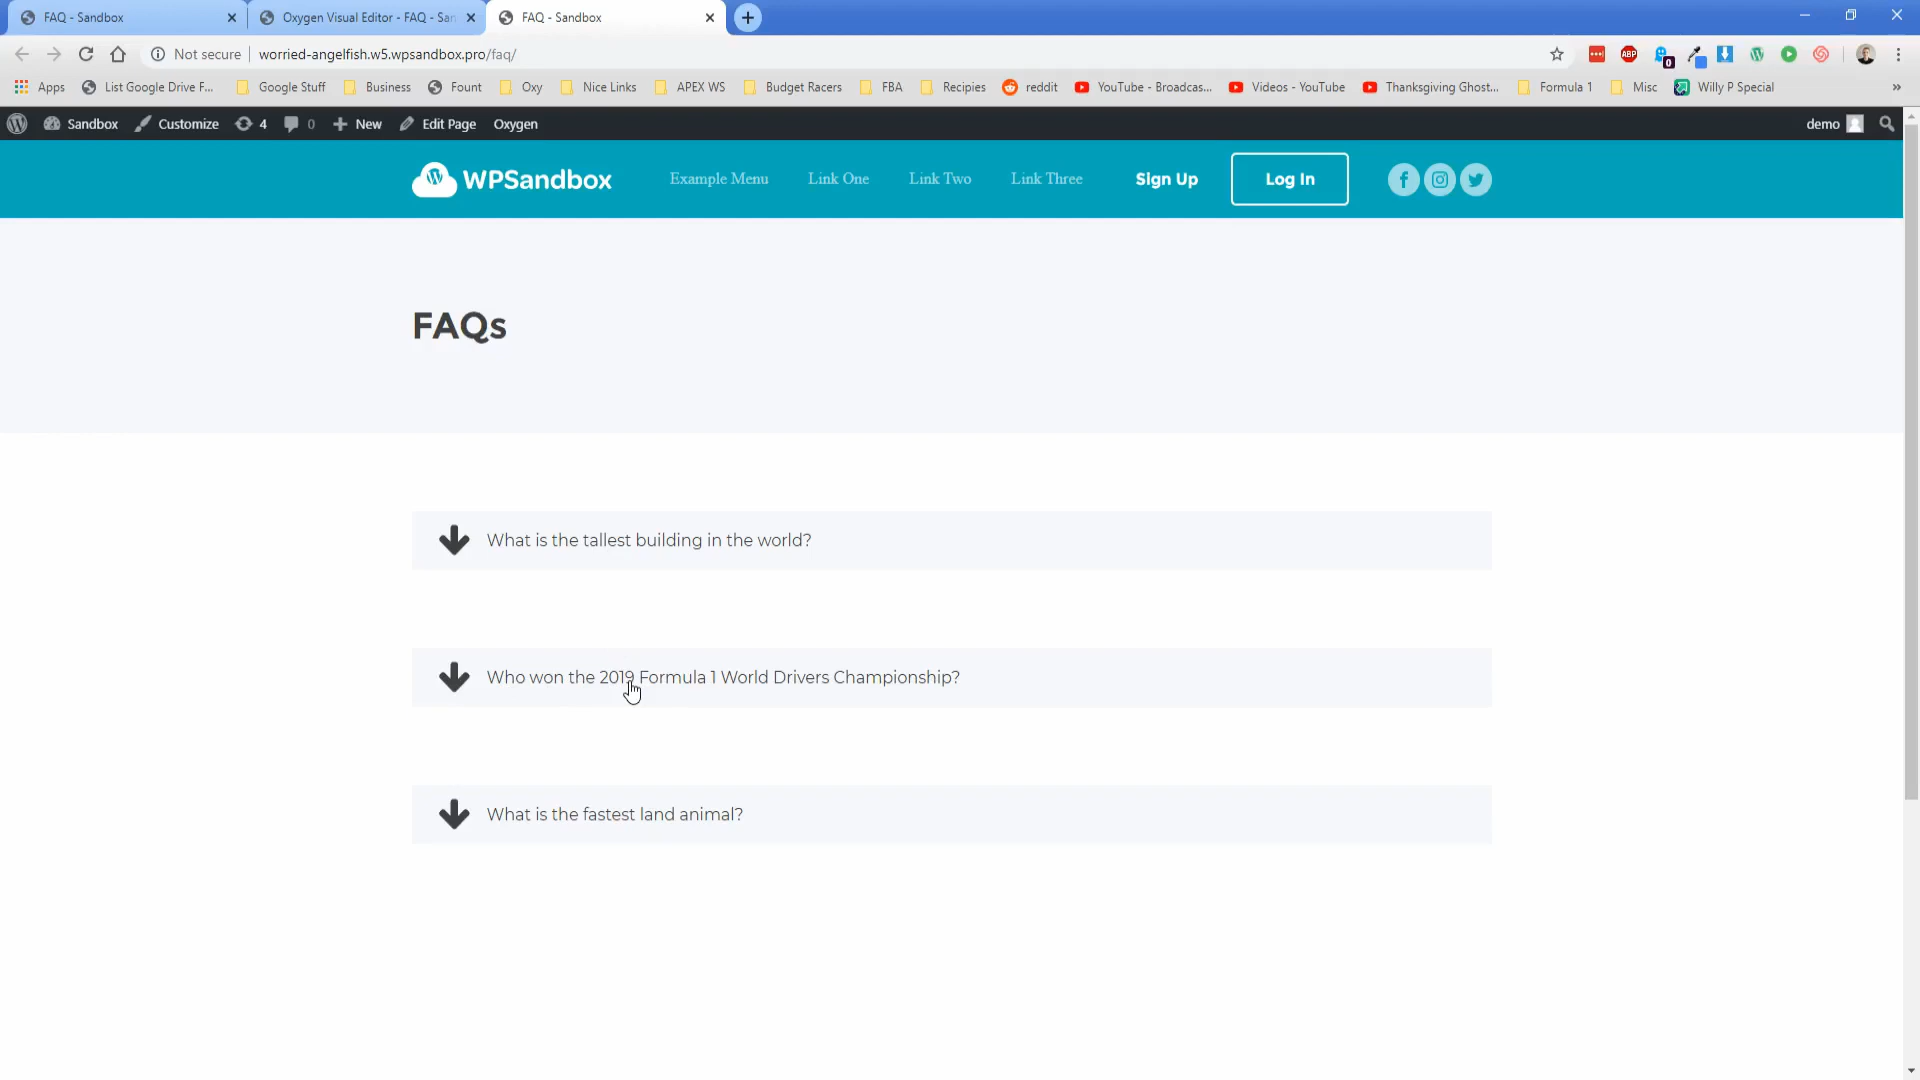 FAQ - Sandbox
Oxygen Visual Editor - FAQ - San
FAQ - Sandbox
Not secure
worried-angelfish.w5.wpsandbox.pro/faq/
ABP
0
Apps
List Google Drive F...
Google Stuff
Business
Fount
Oxy
Nice Links
APEX WS
Budget Racers
FBA
Recipies
reddit
YouTube - Broadcas...
Videos - YouTube
Thanksgiving Ghost...
Formula 1
Misc
Willy P Special
»
Sandbox
Customize
4
0
New
Edit Page
Oxygen
demo
WPSandbox
Example Menu
Link One
Link Two
Link Three
Sign Up
Log In
FAQs
What is the tallest building in the world?
Who won the 2019 Formula 1 World Drivers Championship?
What is the fastest land animal?